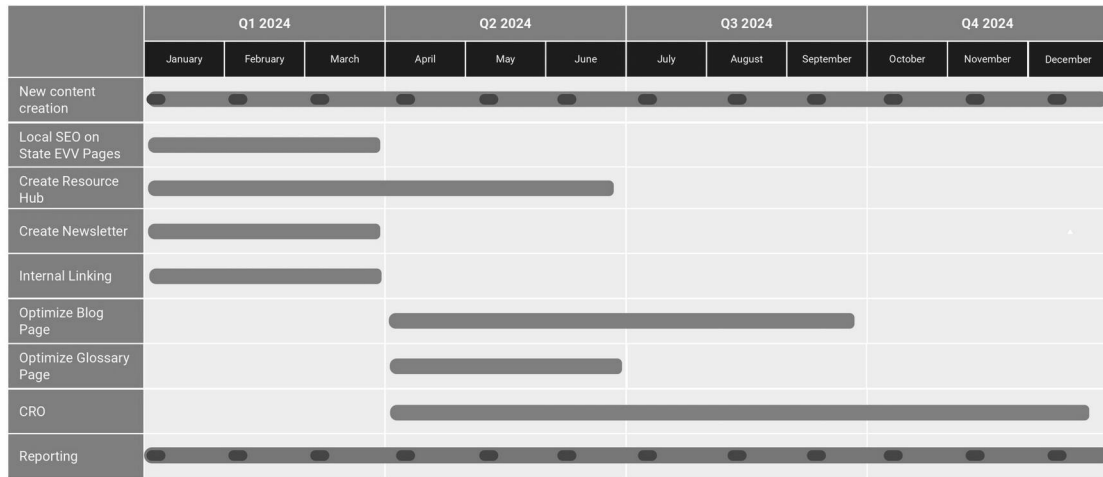 Q1 2024 Q2 2024 Q3 2024 Q4 2024
January February March April May June July August September October November December
New content
creation
Local SEO on
State EVV Pages
Create Resource
Hub
Create Newsletter
Internal Linking
Optimize Blog
Page
Optimize Glossary
Page
CRO
Reporting